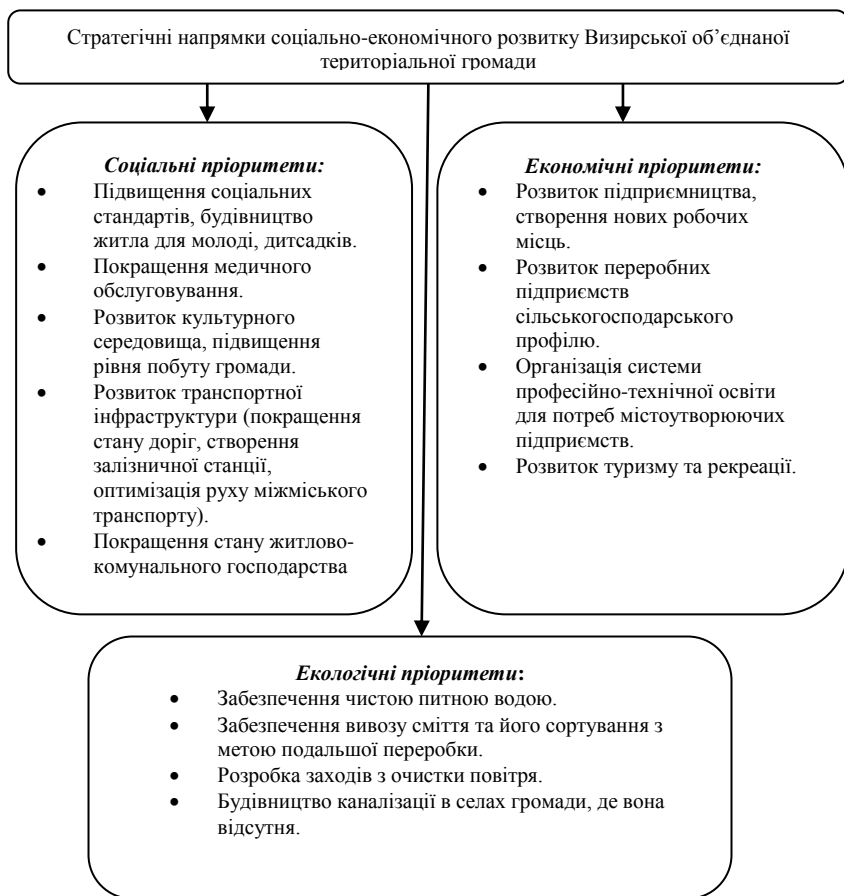 Стратегічні напрямки соціально-економічного розвитку Визирської об’єднаної
територіальної громади
Соціальні пріоритети:
• Підвищення соціальних
стандартів, будівництво
житла для молоді, дитсадків.
• Покращення медичного
обслуговування.
• Розвиток культурного
середовища, підвищення
рівня побуту громади.
• Розвиток транспортної
інфраструктури (покращення
стану доріг, створення
залізничної станції,
оптимізація руху міжміського
транспорту).
• Покращення стану житлово-
комунального господарства
Економічні пріоритети:
• Розвиток підприємництва,
створення нових робочих
місць.
• Розвиток переробних
підприємств
сільськогосподарського
профілю.
• Організація системи
професійно-технічної освіти
для потреб містоутворюючих
підприємств.
• Розвиток туризму та рекреації.
Екологічні пріоритети:
• Забезпечення чистою питною водою.
• Забезпечення вивозу сміття та його сортування з
метою подальшої переробки.
• Розробка заходів з очистки повітря.
• Будівництво каналізації в селах громади, де вона
відсутня.